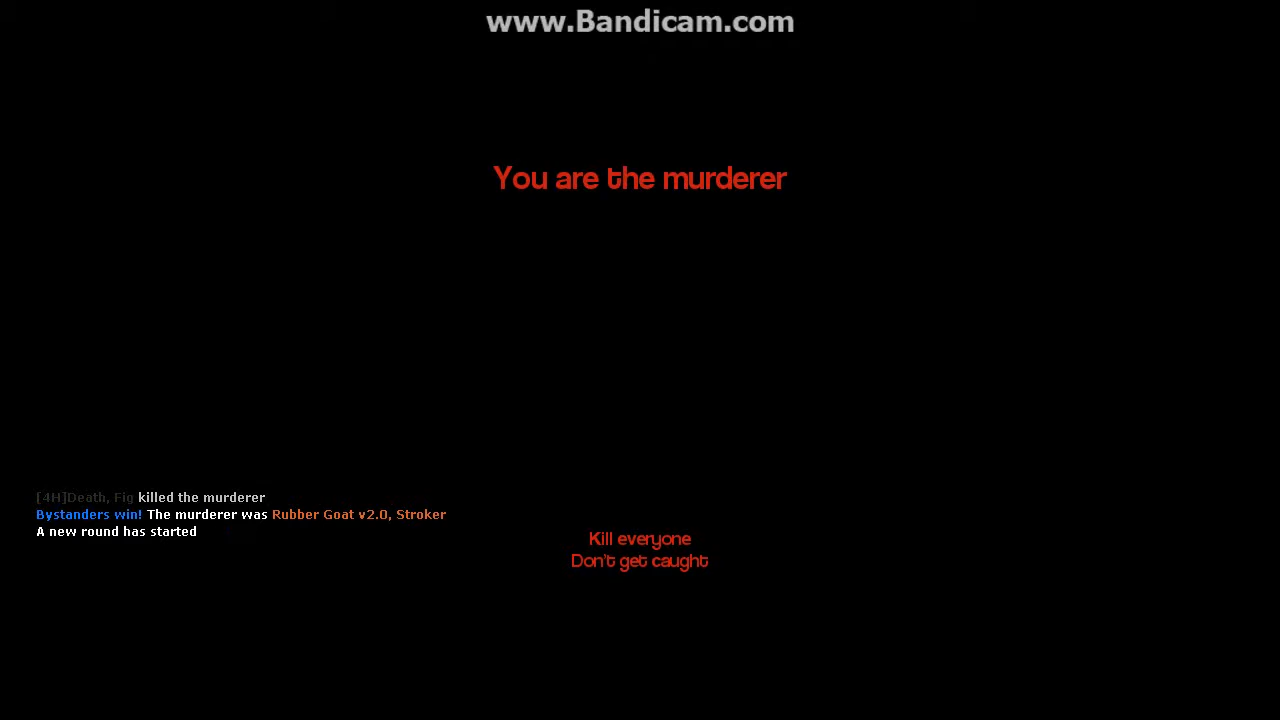 www.Bandicam.com
You are the murderer
[4H]Death, Fig killed the murderer
Bystanders win! The murderer was Rubber Goat v2.0, Stroker
A new round has started
Kill everyone
Don't get caught